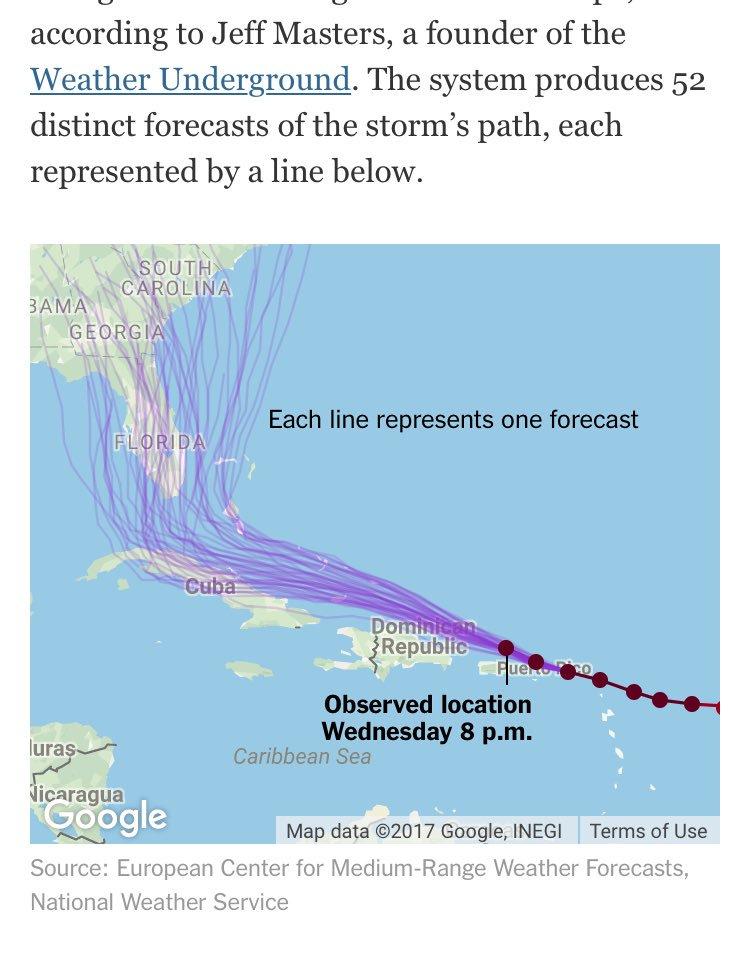 according to Jeff Masters, a founder of the
Weather Underground. The system produces 52
distinct forecasts of the storm's path, each
represented by a line below.
SOUTH
CAROLINA
BAMA
GEORGIA
Each line represents one forecast
FLORIDA
Cuba
Dominican
Republic
Puerto Rico
Observed location
Wednesday 8 p.m.
Caribbean Sea
duras
Nicaragua
Google
Map data ©2017 Google, INEGI
Terms of Use
Source: European Center for Medium-Range Weather Forecasts,
National Weather Service